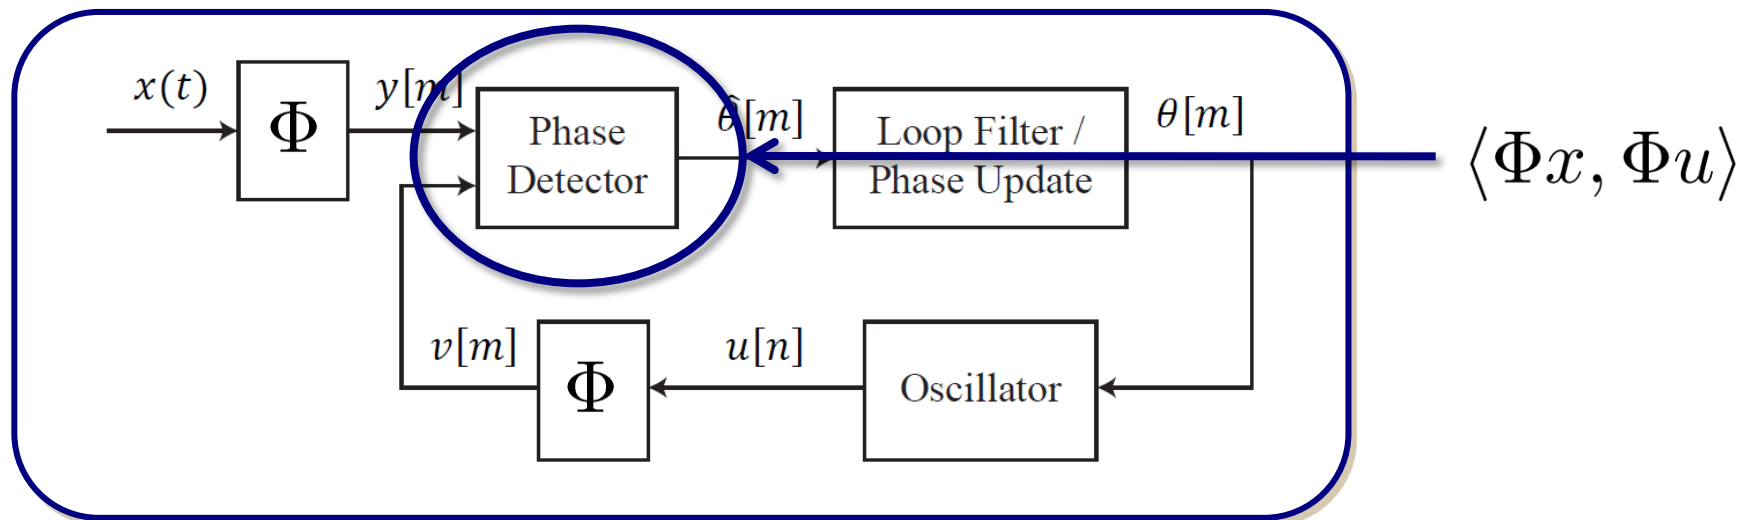 x(t)
Φ
y[m]
Phase
Detector
θ̂[m]
Loop Filter /
Phase Update
θ[m]
⟨Φx, Φu⟩
v[m]
Φ
u[n]
Oscillator